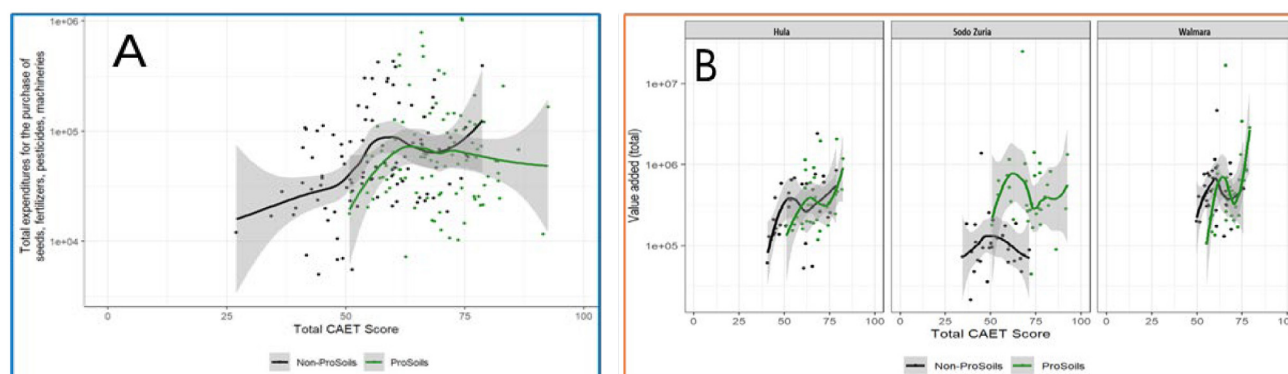 A
Total expenditures for the purchase of
seeds, fertilizers, pesticides, machineries
1e+06
1e+05
1e+04
0 25 50 75 100
Total CAET Score
Non-ProSoils ProSoils
B
Hula Sodo Zuria Walmara
Value added (total)
1e+07
1e+06
1e+05
0 25 50 75 100 0 25 50 75 100 0 25 50 75 100
Total CAET Score
Non-ProSoils ProSoils